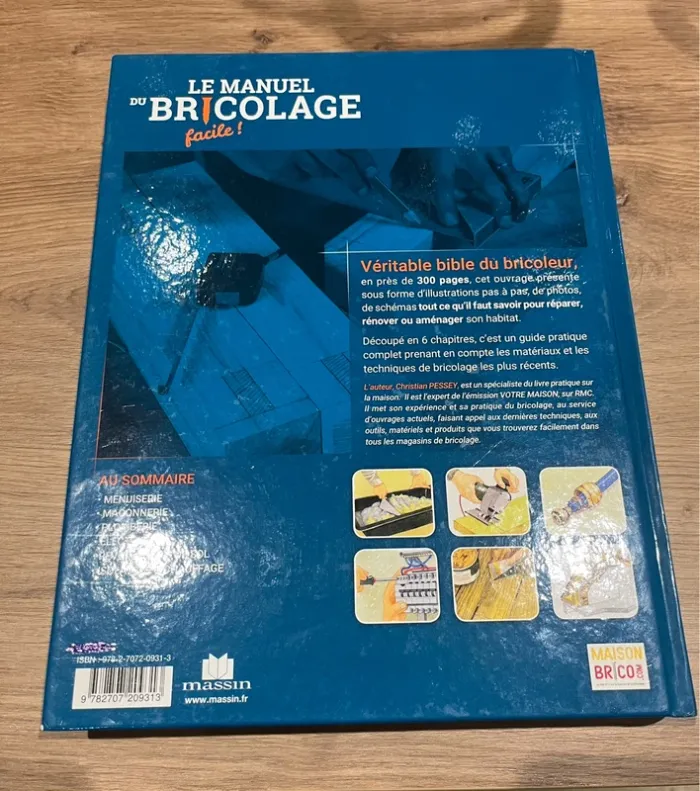 LE MANUEL
DU BRICOLAGE
facile !
Véritable bible du bricoleur,
en près de 300 pages, cet ouvrage présente
sous forme d'illustrations pas à pas, de photos,
de schémas tout ce qu'il faut savoir pour réparer,
rénover ou aménager son habitat.
Découpé en 6 chapitres, c'est un guide pratique
complet prenant en compte les matériaux et les
techniques de bricolage les plus récents.
L'auteur, Christian PESSEY, est un spécialiste du livre pratique sur
la maison. Il est l'expert de l'émission VOTRE MAISON, sur RMC.
Il met son expérience et sa pratique du bricolage, au service
d'ouvrages actuels, faisant appel aux dernières techniques, aux
outils, matériels et produits que vous trouverez facilement dans
tous les magasins de bricolage.
AU SOMMAIRE
• MENUISERIE
• MAÇONNERIE
• PLOMBERIE
ISBN : 978-2-7072-0931-3
9 782707 209313
massin
www.massin.fr
MAISON
BRICO.COM